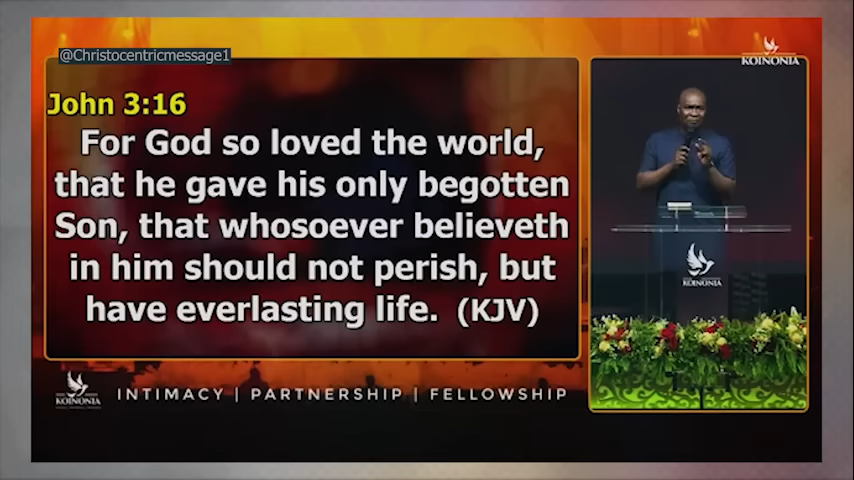 @Christocentricmessage1
KOINONIA
John 3:16
For God so loved the world,
that he gave his only begotten
Son, that whosoever believeth
in him should not perish, but
have everlasting life. (KJV)
KOINONIA
KOINONIA
INTIMACY | PARTNERSHIP | FELLOWSHIP